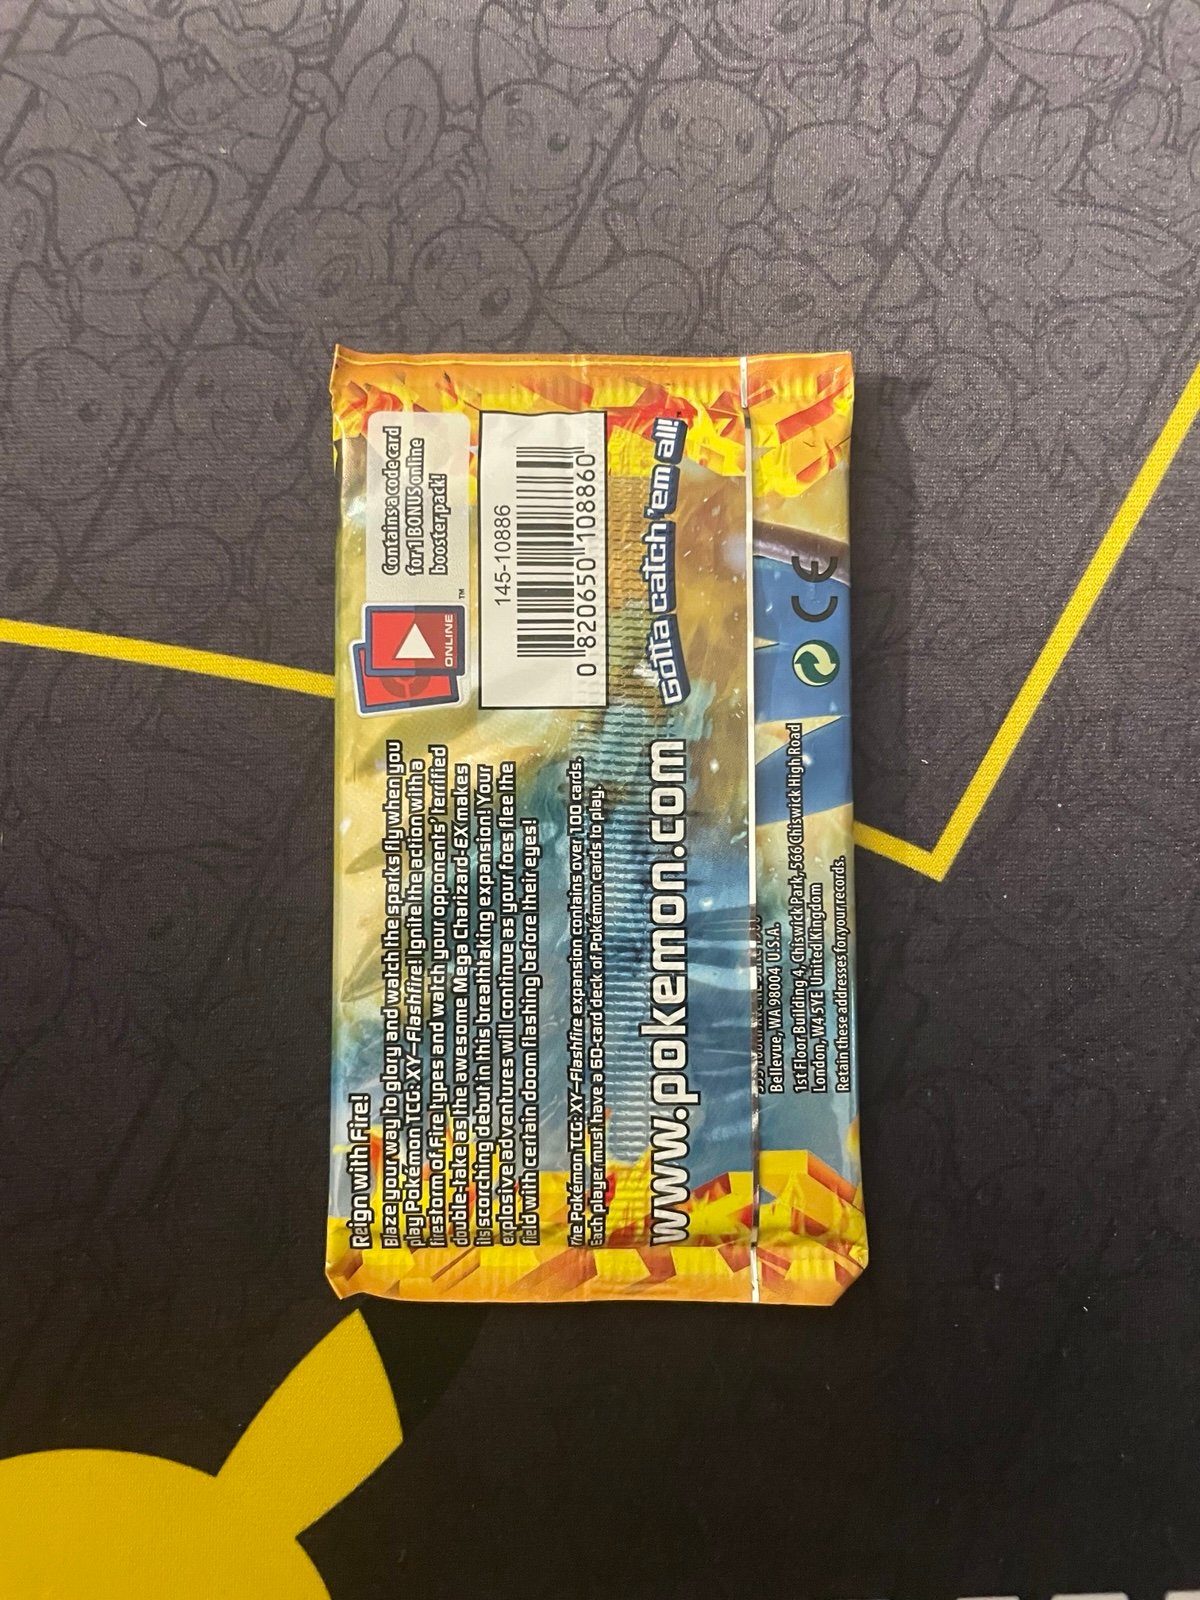 Reign with Fire!
Blaze your way to glory and watch the sparks fly when you
play Pokémon TCG: XY—Flashfire! Ignite the action with a
firestorm of Fire types and watch your opponents' terrified
double-take as the awesome Mega Charizard-EX makes
its scorching debut in this breathtaking expansion! Your
explosive adventures will continue as your foes flee the
field with certain doom flashing before their eyes!
The Pokémon TCG: XY—Flashfire expansion contains over 100 cards.
Each player must have a 60-card deck of Pokémon cards to play.
www.pokemon.com
ONLINE™
Contains a code card
for 1 BONUS online
booster pack!
145-10886
0 820650 108860
Gotta catch 'em all!™
Bellevue, WA 98004 U.S.A.
1st Floor Building 4, Chiswick Park, 566 Chiswick High Road
London, W4 5YE United Kingdom
Retain these addresses for your records.
CE